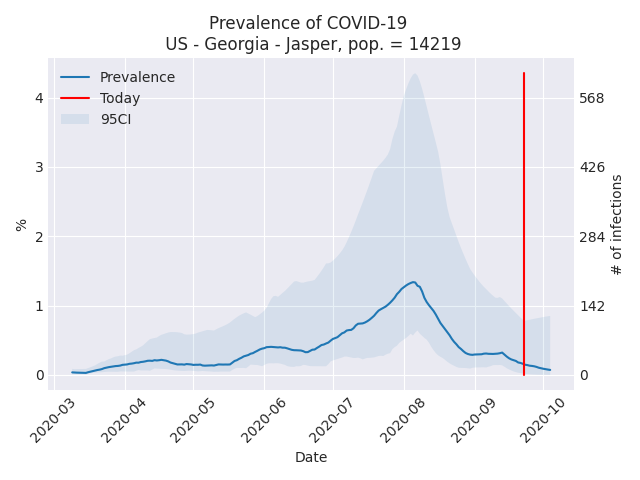 Prevalence of COVID-19
US - Georgia - Jasper, pop. = 14219
Prevalence
Today
95CI
%
4
3
2
1
0
568
426
284
142
0
# of infections
2020-03
2020-04
2020-05
2020-06
2020-07
2020-08
2020-09
2020-10
Date